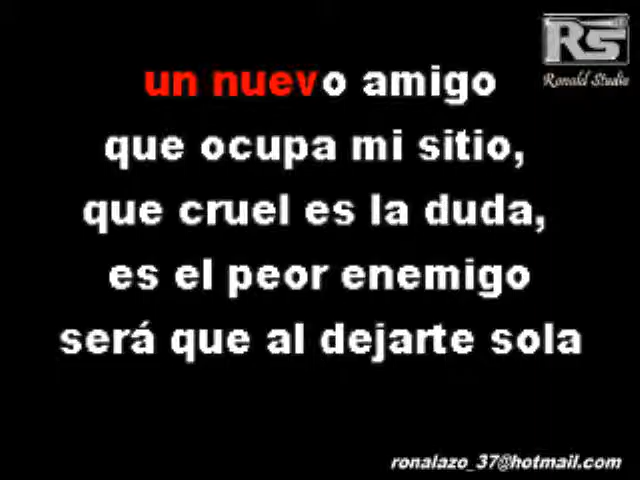 RS
Ronald Studio
un nuevo amigo
que ocupa mi sitio,
que cruel es la duda,
es el peor enemigo
será que al dejarte sola
ronalazo_37@hotmail.com